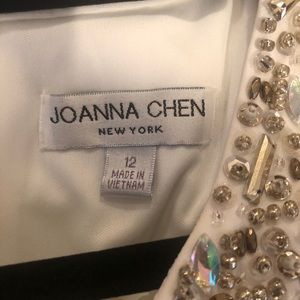 JOANNA CHEN
NEW YORK
12
MADE IN
VIETNAM